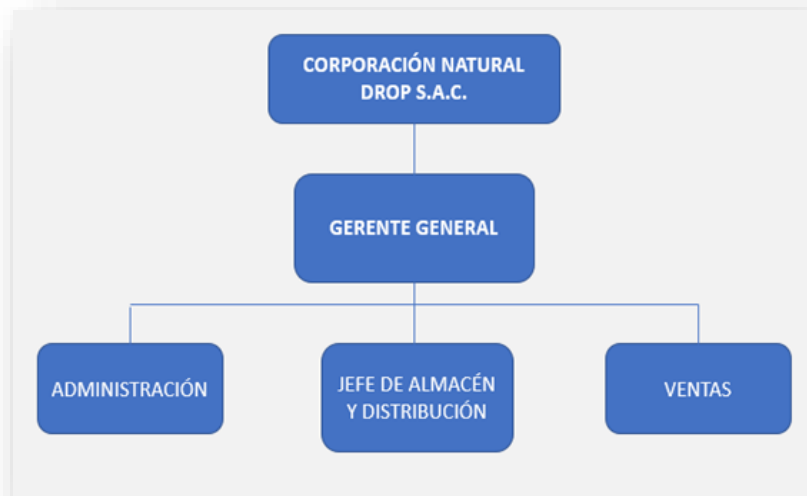 CORPORACIÓN NATURAL
DROP S.A.C.
GERENTE GENERAL
ADMINISTRACIÓN
JEFE DE ALMACÉN
Y DISTRIBUCIÓN
VENTAS